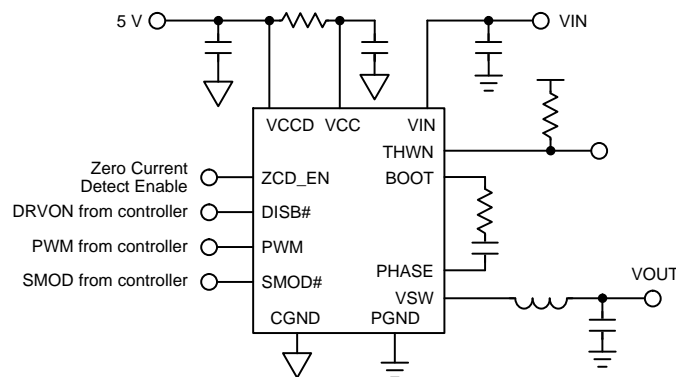 5 V
VIN
VCCD
VCC
VIN
THWN
Zero Current
Detect Enable
ZCD_EN
BOOT
DRVON from controller
DISB#
PWM from controller
PWM
SMOD from controller
SMOD#
PHASE
VSW
VOUT
CGND
PGND